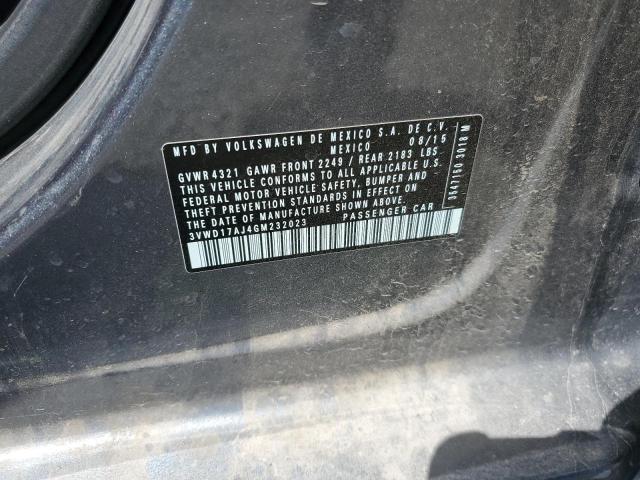 MFD BY VOLKSWAGEN DE MEXICO S.A. DE C.V.
MEXICO 08/15
GVWR 4321 GAWR FRONT 2249 / REAR 2183 LBS
THIS VEHICLE CONFORMS TO ALL APPLICABLE U.S.
FEDERAL MOTOR VEHICLE SAFETY, BUMPER AND
THEFT PREVENTION STANDARDS IN EFFECT ON
THE DATE OF MANUFACTURE SHOWN ABOVE.
3VWD17AJ4GM232023 PASSENGER CAR